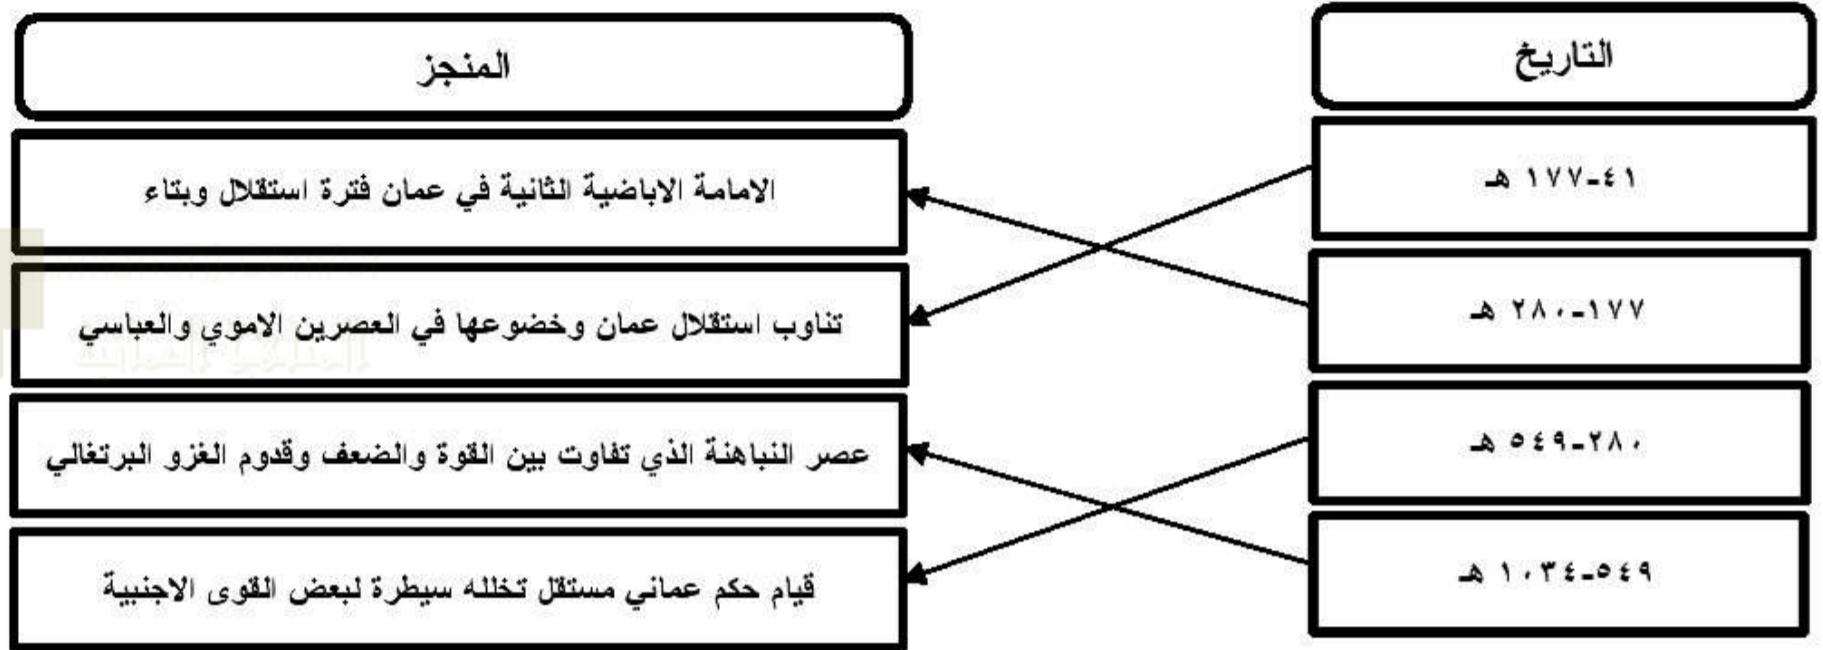 التاريخ
المنجز
٤١-١٧٧ هـ
الامامة الاباضية الثانية في عمان فترة استقلال وبتاء
١٧٧-٢٨٠ هـ
تناوب استقلال عمان وخضوعها في العصرين الاموي والعباسي
٢٨٠-٥٤٩ هـ
عصر النباهنة الذي تفاوت بين القوة والضعف وقدوم الغزو البرتغالي
٥٤٩-١٠٣٤ هـ
قيام حكم عماني مستقل تخلله سيطرة لبعض القوى الاجنبية